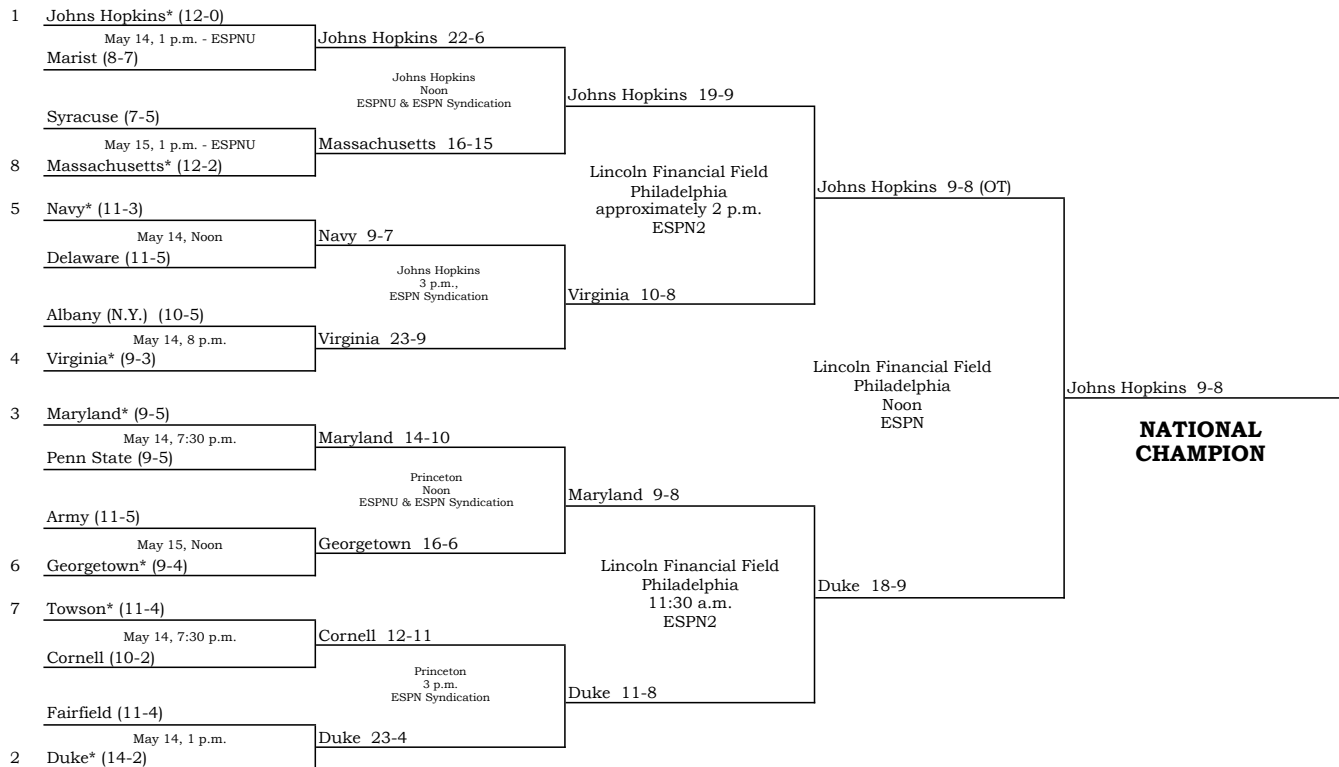 1 Johns Hopkins* (12-0)
May 14, 1 p.m. - ESPNU
Marist (8-7)
Syracuse (7-5)
May 15, 1 p.m. - ESPNU
8 Massachusetts* (12-2)
5 Navy* (11-3)
May 14, Noon
Delaware (11-5)
Albany (N.Y.) (10-5)
May 14, 8 p.m.
4 Virginia* (9-3)
3 Maryland* (9-5)
May 14, 7:30 p.m.
Penn State (9-5)
Army (11-5)
May 15, Noon
6 Georgetown* (9-4)
7 Towson* (11-4)
May 14, 7:30 p.m.
Cornell (10-2)
Fairfield (11-4)
May 14, 1 p.m.
2 Duke* (14-2)
Johns Hopkins 22-6
Johns Hopkins
Noon
ESPNU & ESPN Syndication
Massachusetts 16-15
Navy 9-7
Johns Hopkins
3 p.m.,
ESPN Syndication
Virginia 23-9
Maryland 14-10
Princeton
Noon
ESPNU & ESPN Syndication
Georgetown 16-6
Cornell 12-11
Princeton
3 p.m.
ESPN Syndication
Duke 23-4
Johns Hopkins 19-9
Lincoln Financial Field
Philadelphia
approximately 2 p.m.
ESPN2
Virginia 10-8
Maryland 9-8
Lincoln Financial Field
Philadelphia
11:30 a.m.
ESPN2
Duke 11-8
Johns Hopkins 9-8 (OT)
Lincoln Financial Field
Philadelphia
Noon
ESPN
Duke 18-9
Johns Hopkins 9-8
NATIONAL
CHAMPION